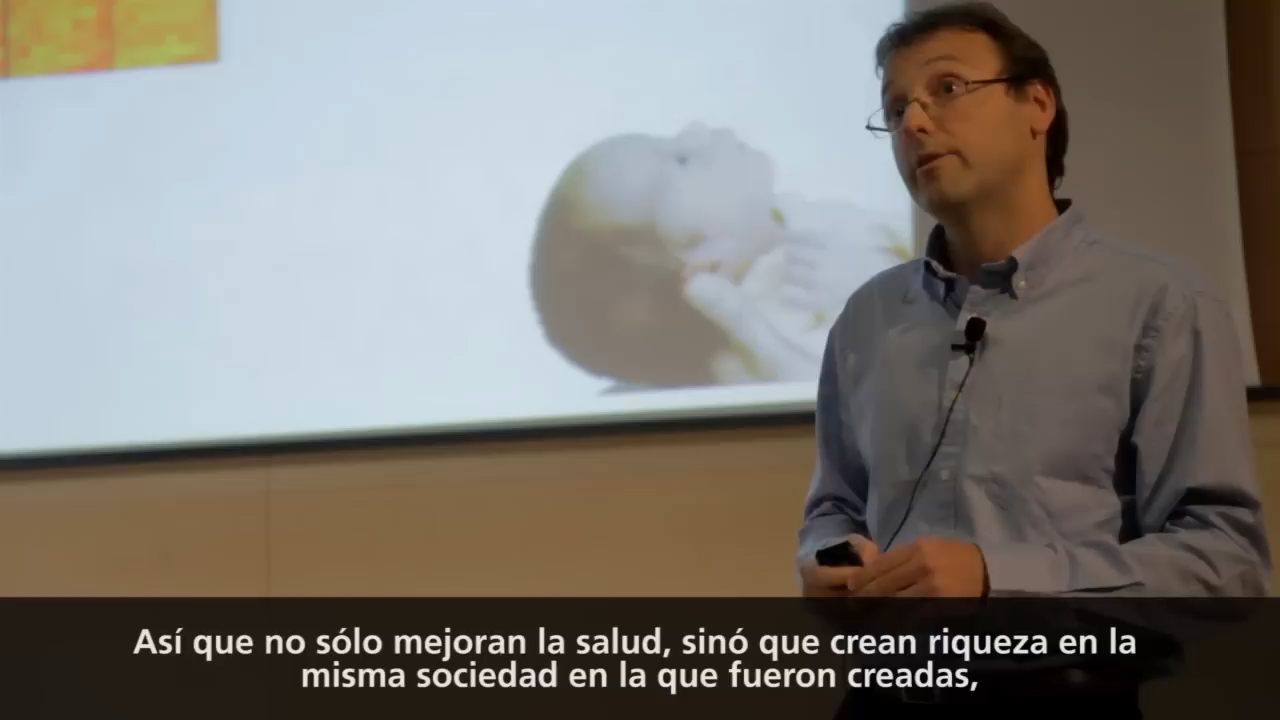 Así que no sólo mejoran la salud, sinó que crean riqueza en la
misma sociedad en la que fueron creadas,